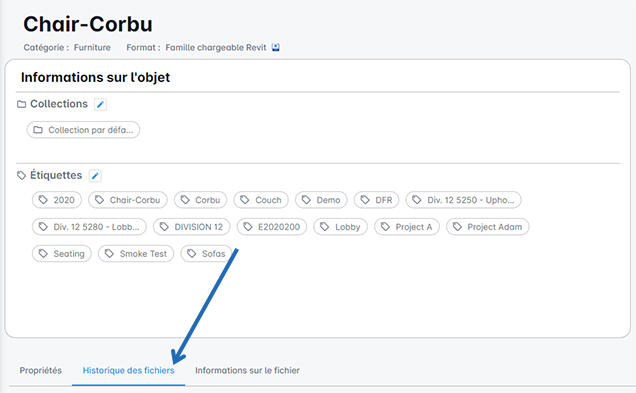 Chair-Corbu
Catégorie : Furniture Format : Famille chargeable Revit
Informations sur l'objet
Collections
Collection par défa...
Étiquettes
2020 Chair-Corbu Corbu Couch Demo DFR Div. 12 5250 - Upho...
Div. 12 5280 - Lobb... DIVISION 12 E2020200 Lobby Project A Project Adam
Seating Smoke Test Sofas
Propriétés Historique des fichiers Informations sur le fichier